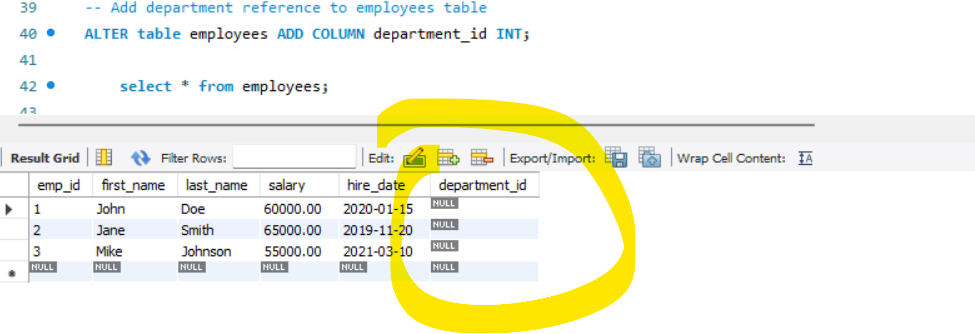 39 -- Add department reference to employees table
40 ALTER table employees ADD COLUMN department_id INT;
41
42 select * from employees;
43
Result Grid Filter Rows: Edit: Export/Import: Wrap Cell Content: IA
emp_id first_name last_name salary hire_date department_id
1 John Doe 60000.00 2020-01-15 NULL
2 Jane Smith 65000.00 2019-11-20 NULL
3 Mike Johnson 55000.00 2021-03-10 NULL
NULL NULL NULL NULL NULL NULL